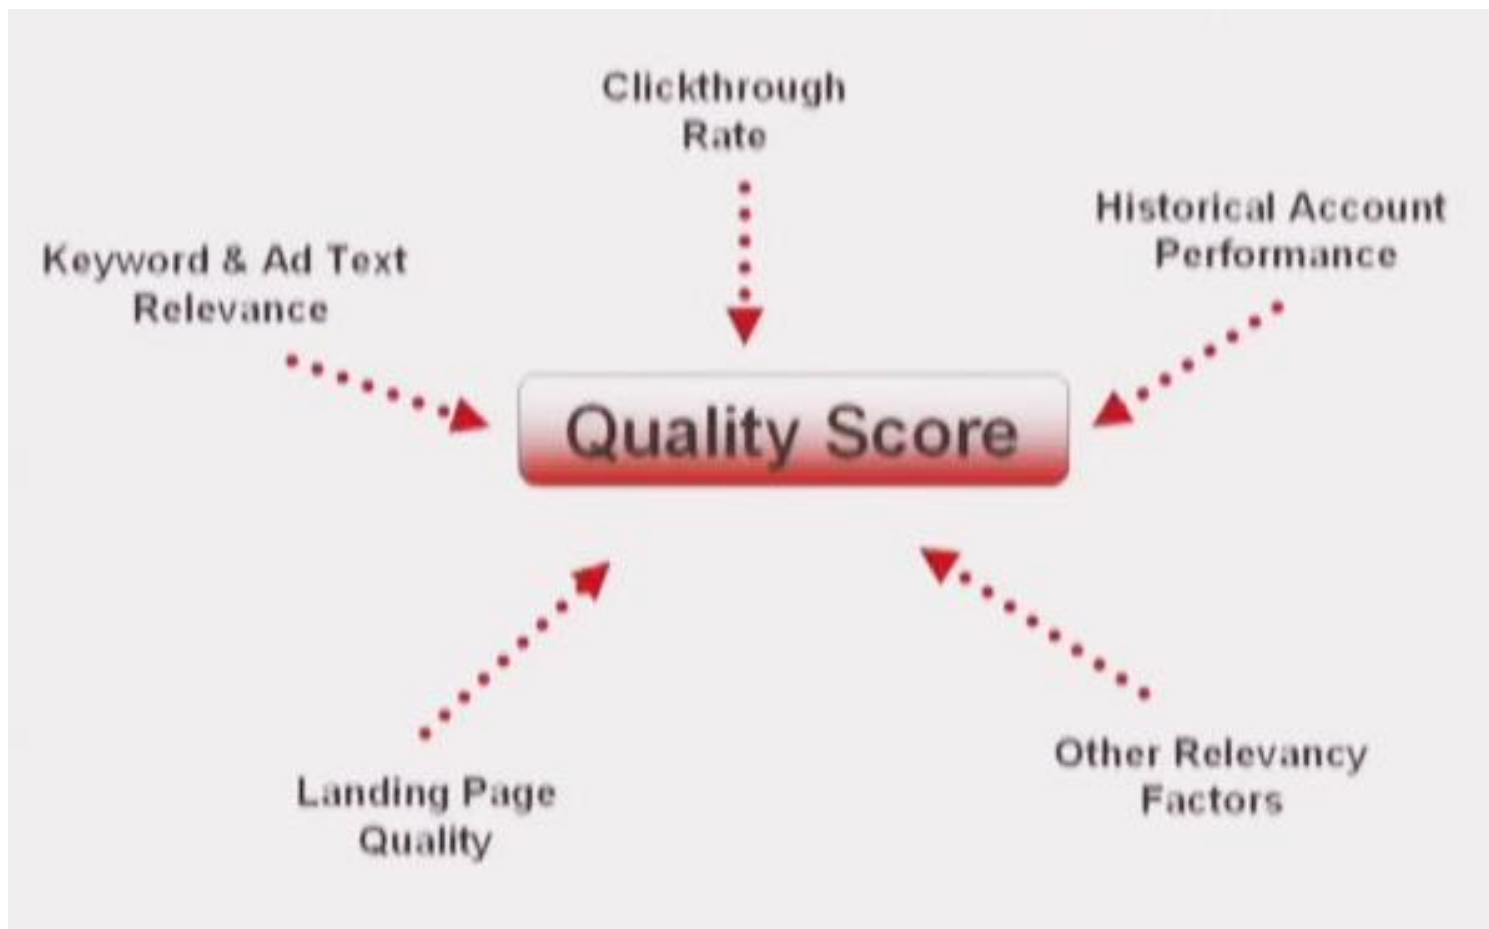 Clickthrough
Rate
Historical Account
Performance
Keyword & Ad Text
Relevance
Quality Score
Landing Page
Quality
Other Relevancy
Factors